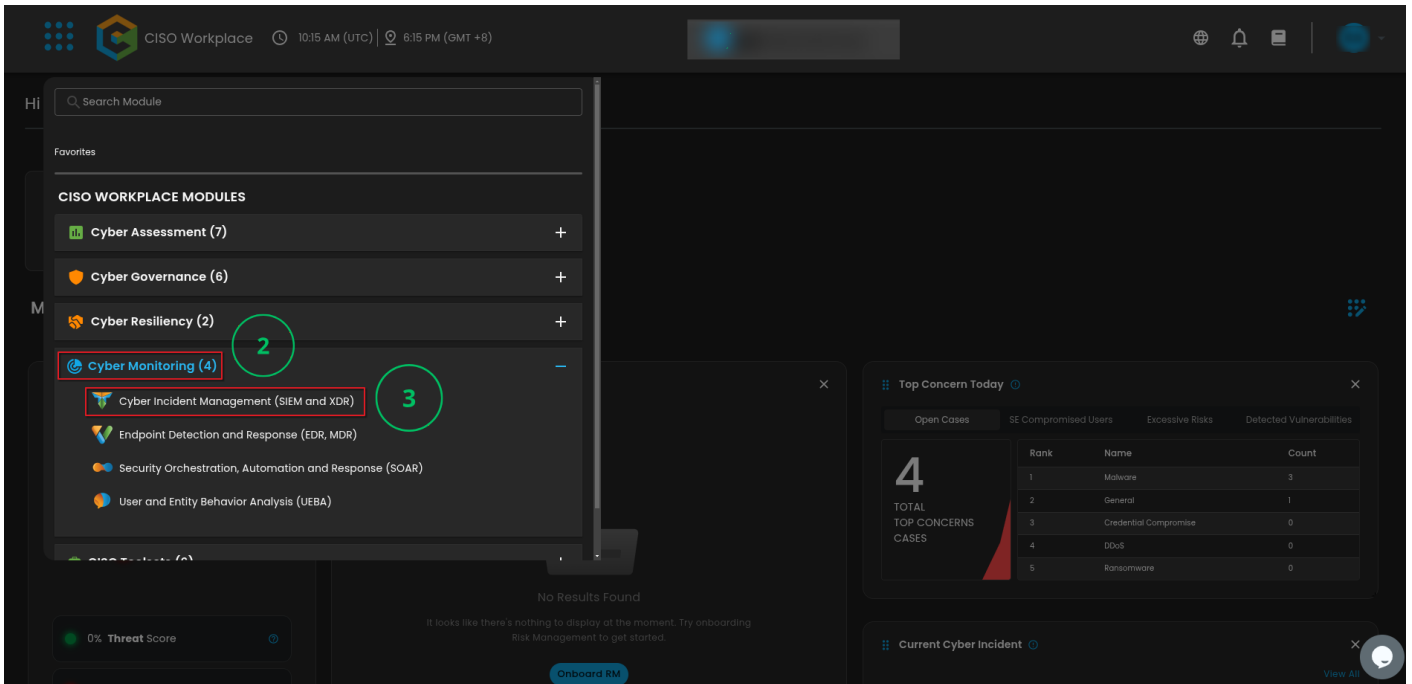 CISO Workplace
10:15 AM (UTC)
6:15 PM (GMT +8)
Hi
Search Module
Favorites
CISO WORKPLACE MODULES
Cyber Assessment (7)
Cyber Governance (6)
Cyber Resiliency (2)
2
Cyber Monitoring (4)
Cyber Incident Management (SIEM and XDR)
3
Endpoint Detection and Response (EDR, MDR)
Security Orchestration, Automation and Response (SOAR)
User and Entity Behavior Analysis (UEBA)
CISO Toolsets (6)
M
No Results Found
It looks like there's nothing to display at the moment. Try onboarding
Risk Management to get started.
Onboard RM
0% Threat Score
Top Concern Today
Open Cases SE Compromised Users Excessive Risks Detected Vulnerabilities
4
TOTAL
TOP CONCERNS
CASES
Rank Name Count
1 Malware 3
2 General 1
3 Credential Compromise 0
4 DDoS 0
5 Ransomware 0
Current Cyber Incident
View All